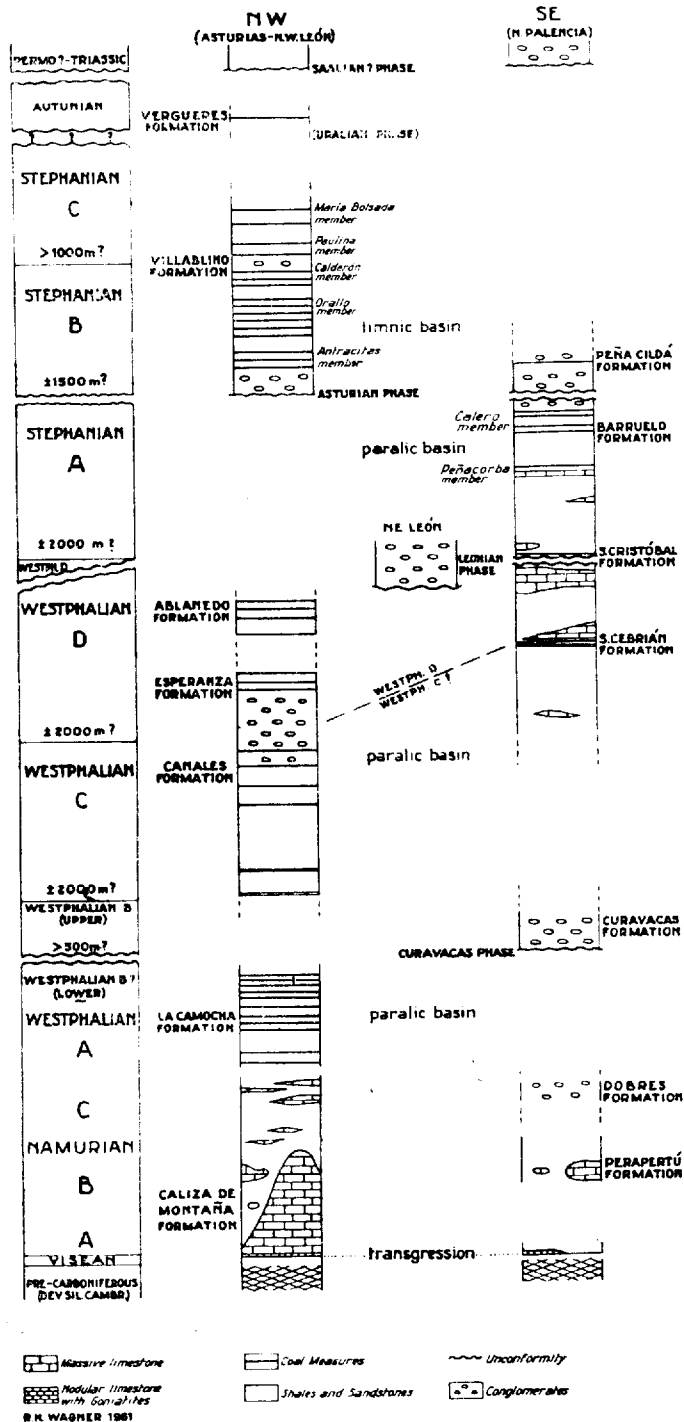 NW
(ASTURIAS-N.W. LEÓN)
SE
(N. PALENCIA)
PERMO?-TRIASSIC
SAALIAN? PHASE
AUTUNIAN
VERGUERES
FORMATION
(URALIAN PHASE)
? ? ?
STEPHANIAN
C
>1000m?
María Bolsada
member
Paulina
member
VILLABLINO
FORMATION
Calderón
member
STEPHANIAN
B
±1500m?
Orallo
member
limnic basin
Antracitas
member
ASTURIAN PHASE
PEÑA CILDÁ
FORMATION
STEPHANIAN
A
±2000 m?
Calero
member
BARRUELO
FORMATION
paralic basin
Peñacorba
member
NE LEÓN
LEONIAN
PHASE
S.CRISTÓBAL
FORMATION
WESTPH. D
WESTPHALIAN
D
±2000m?
ABLANEDO
FORMATION
S.CEBRIÁN
FORMATION
ESPERANZA
FORMATION
WESTPH. D
WESTPH. C?
paralic basin
WESTPHALIAN
C
±2000m?
CANALES
FORMATION
WESTPHALIAN B
(UPPER)
>500m?
CURAVACAS
FORMATION
CURAVACAS PHASE
WESTPHALIAN B?
(LOWER)
WESTPHALIAN
A
LA CAMOCHA
FORMATION
paralic basin
C
NAMURIAN
B
A
DOBRES
FORMATION
PERAPERTÚ
FORMATION
CALIZA DE
MONTAÑA
FORMATION
VISEAN
transgression
PRE-CARBONIFEROUS
(DEV. SIL. CAMBR.)
Massive limestone
Coal Measures
Unconformity
Nodular limestone
with Goniatites
Shales and Sandstones
Conglomerates
R.H. WAGNER 1961